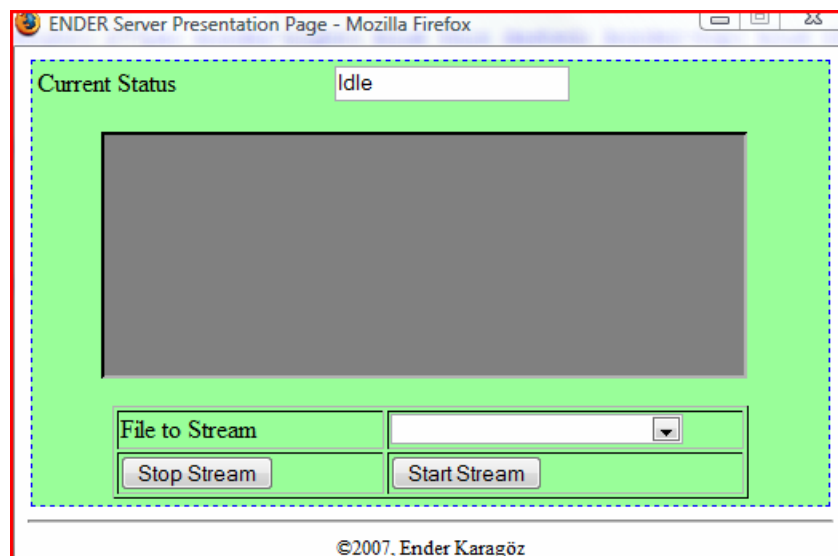 ENDER Server Presentation Page - Mozilla Firefox
Current Status Idle
File to Stream
Stop Stream Start Stream
©2007, Ender Karagöz